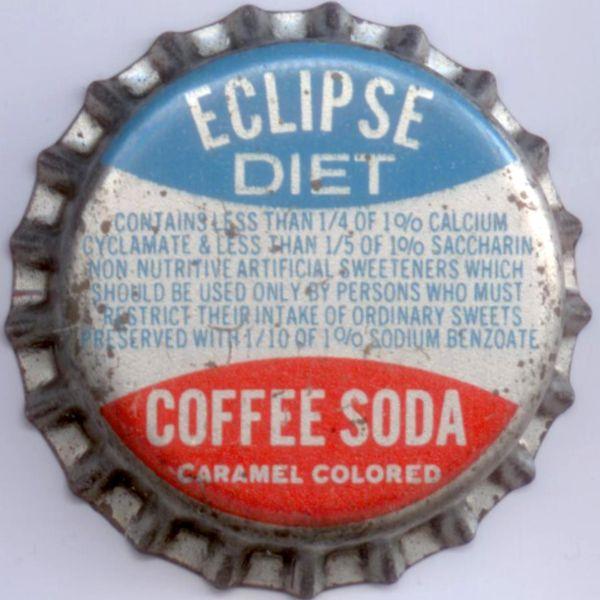 ECLIPSE
DIET
CONTAINS LESS THAN 1/4 OF 1% CALCIUM
CYCLAMATE & LESS THAN 1/5 OF 1% SACCHARIN
NON-NUTRITIVE ARTIFICIAL SWEETENERS WHICH
SHOULD BE USED ONLY BY PERSONS WHO MUST
RESTRICT THEIR INTAKE OF ORDINARY SWEETS
PRESERVED WITH 1/10 OF 1% SODIUM BENZOATE
COFFEE SODA
CARAMEL COLORED